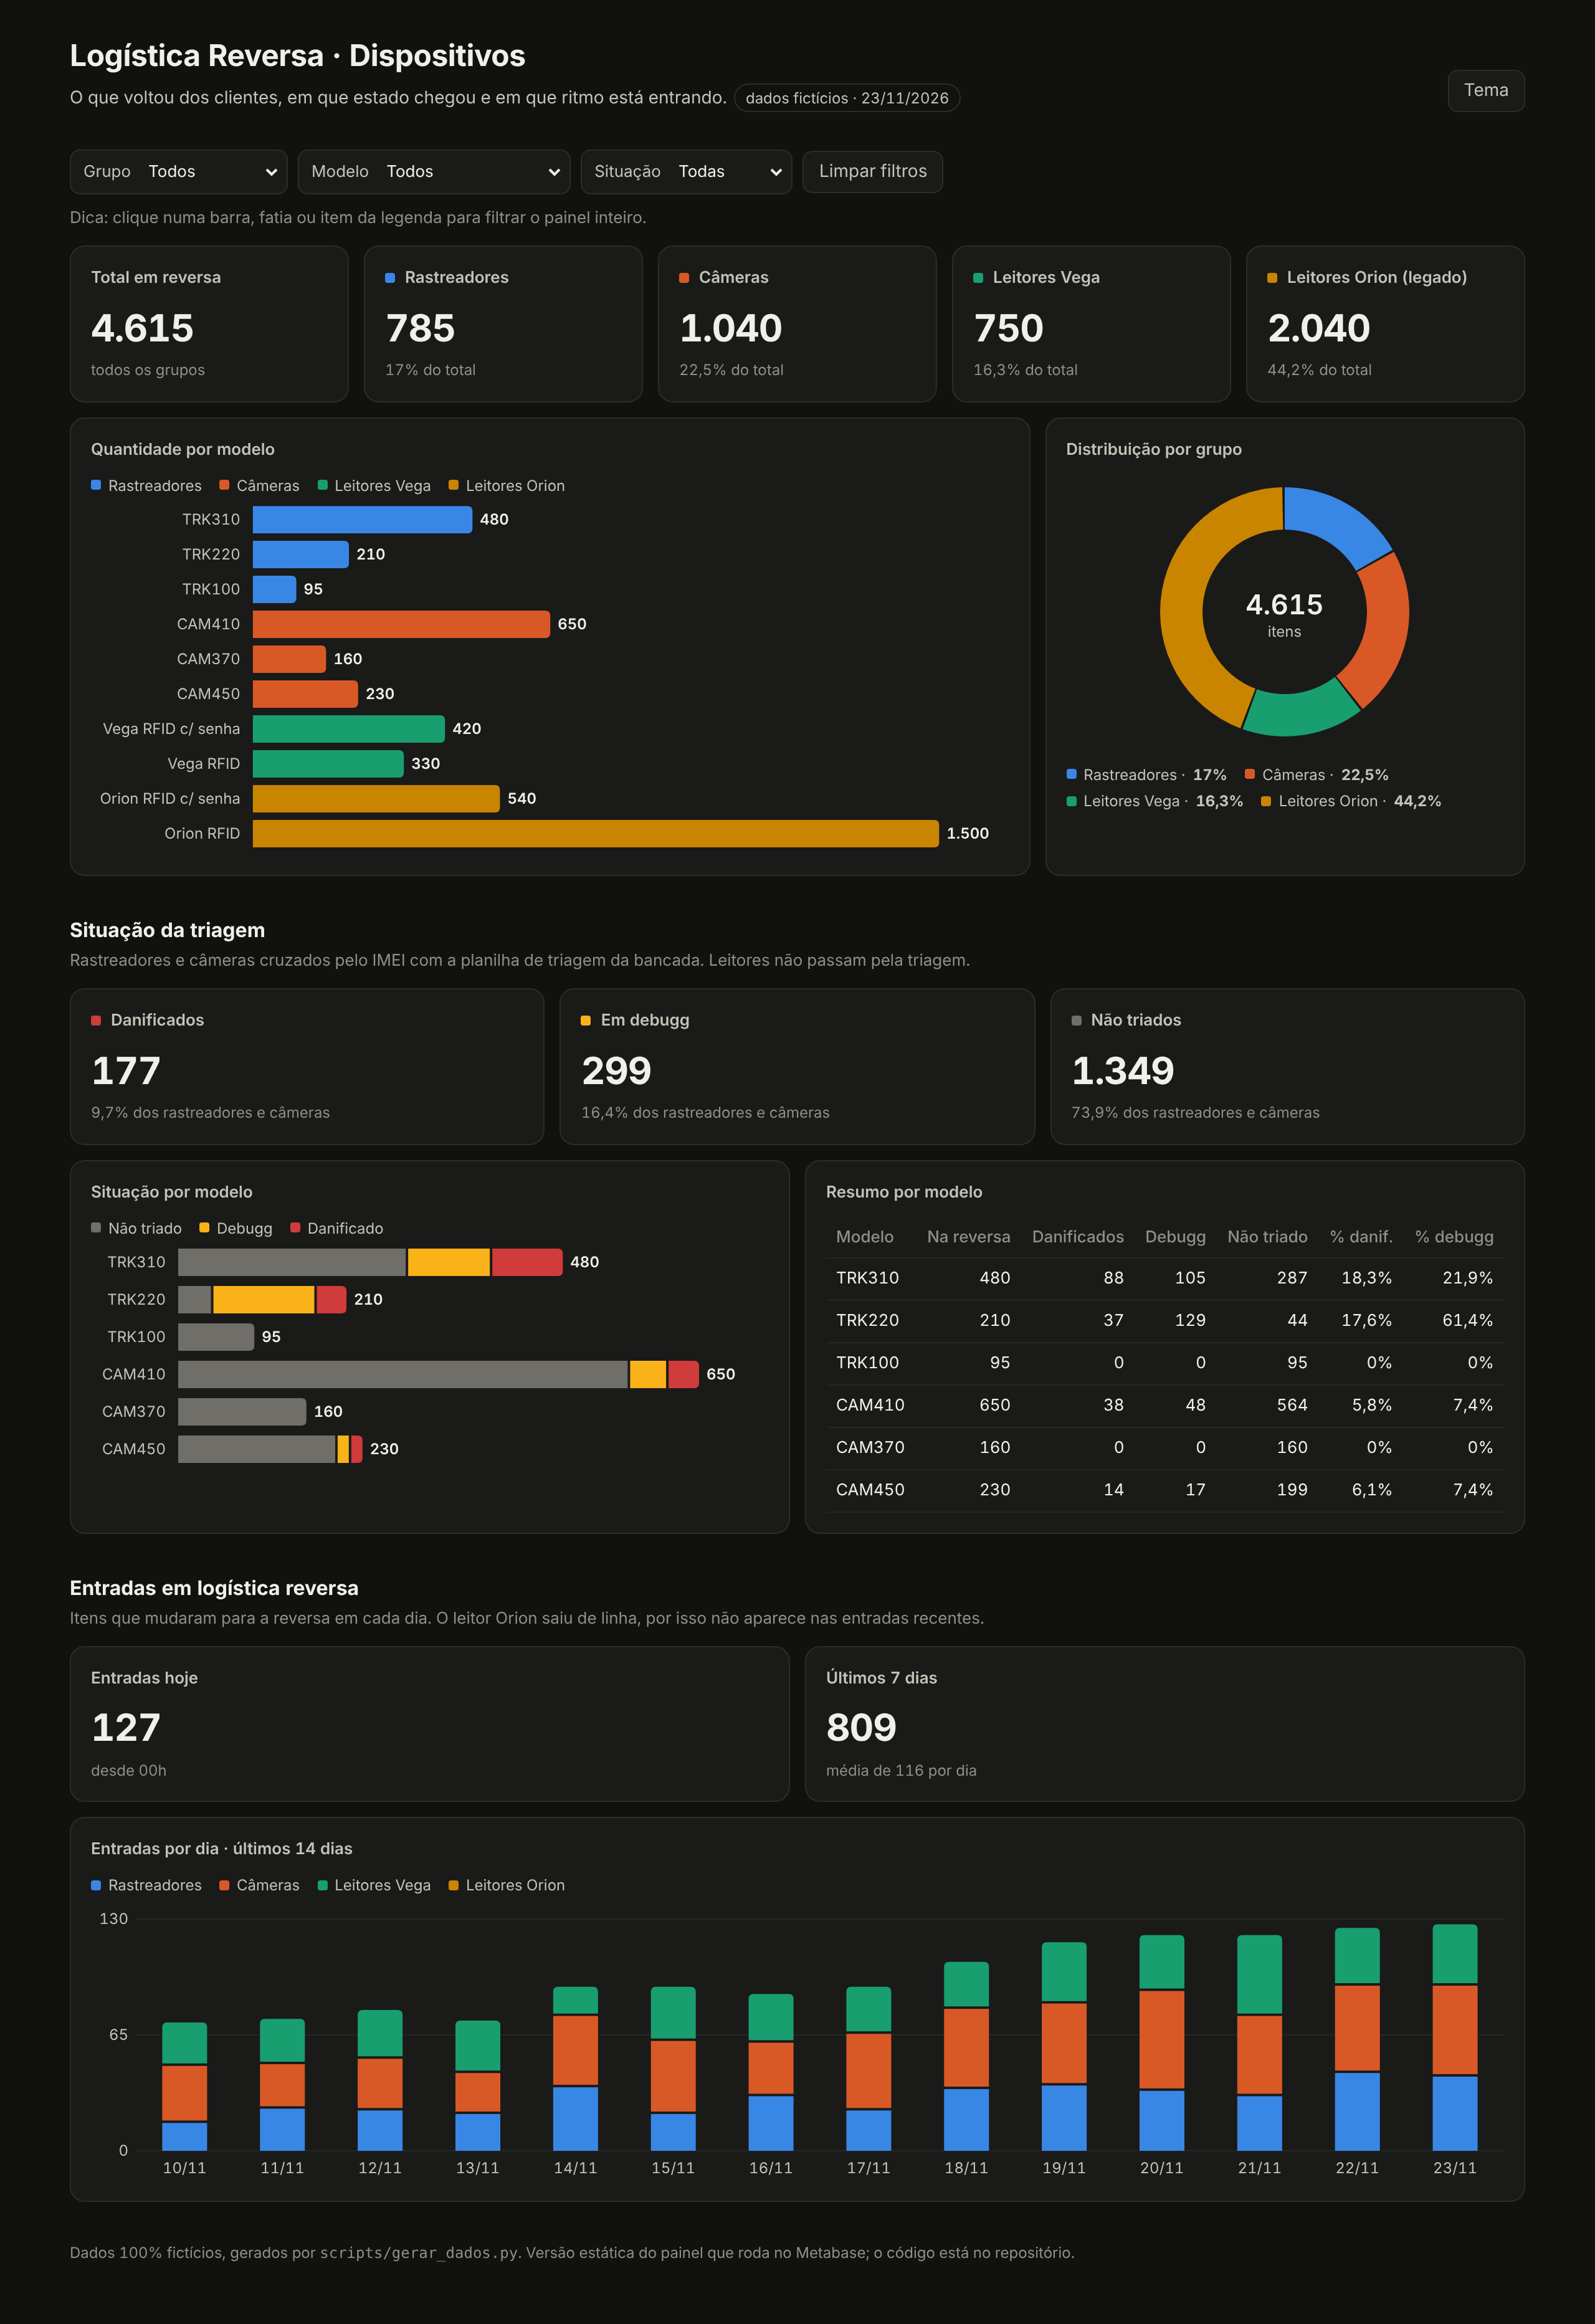 Logística Reversa · Dispositivos
O que voltou dos clientes, em que estado chegou e em que ritmo está entrando. dados fictícios · 23/11/2026
Tema
Grupo Todos Modelo Todos Situação Todas Limpar filtros
Dica: clique numa barra, fatia ou item da legenda para filtrar o painel inteiro.
Total em reversa
4.615
todos os grupos
Rastreadores
785
17% do total
Câmeras
1.040
22,5% do total
Leitores Vega
750
16,3% do total
Leitores Orion (legado)
2.040
44,2% do total
Quantidade por modelo
Rastreadores Câmeras Leitores Vega Leitores Orion
TRK310 480
TRK220 210
TRK100 95
CAM410 650
CAM370 160
CAM450 230
Vega RFID c/ senha 420
Vega RFID 330
Orion RFID c/ senha 540
Orion RFID 1.500
Distribuição por grupo
4.615
itens
Rastreadores · 17% Câmeras · 22,5%
Leitores Vega · 16,3% Leitores Orion · 44,2%
Situação da triagem
Rastreadores e câmeras cruzados pelo IMEI com a planilha de triagem da bancada. Leitores não passam pela triagem.
Danificados
177
9,7% dos rastreadores e câmeras
Em debugg
299
16,4% dos rastreadores e câmeras
Não triados
1.349
73,9% dos rastreadores e câmeras
Situação por modelo
Não triado Debugg Danificado
TRK310 480
TRK220 210
TRK100 95
CAM410 650
CAM370 160
CAM450 230
Resumo por modelo
Modelo Na reversa Danificados Debugg Não triado % danif. % debugg
TRK310 480 88 105 287 18,3% 21,9%
TRK220 210 37 129 44 17,6% 61,4%
TRK100 95 0 0 95 0% 0%
CAM410 650 38 48 564 5,8% 7,4%
CAM370 160 0 0 160 0% 0%
CAM450 230 14 17 199 6,1% 7,4%
Entradas em logística reversa
Itens que mudaram para a reversa em cada dia. O leitor Orion saiu de linha, por isso não aparece nas entradas recentes.
Entradas hoje
127
desde 00h
Últimos 7 dias
809
média de 116 por dia
Entradas por dia · últimos 14 dias
Rastreadores Câmeras Leitores Vega Leitores Orion
130
65
0
10/11 11/11 12/11 13/11 14/11 15/11 16/11 17/11 18/11 19/11 20/11 21/11 22/11 23/11
Dados 100% fictícios, gerados por scripts/gerar_dados.py. Versão estática do painel que roda no Metabase; o código está no repositório.